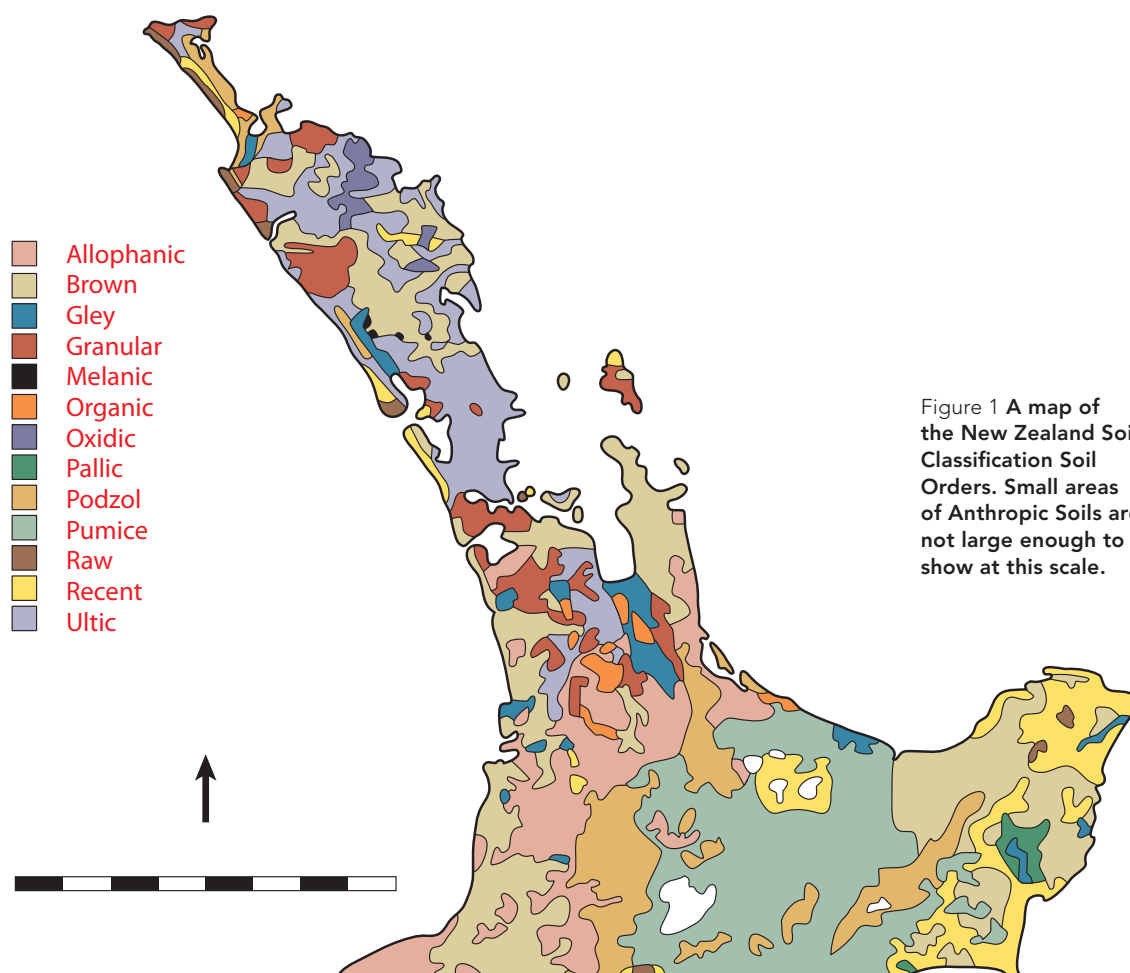 Allophanic
Brown
Gley
Granular
Melanic
Organic
Oxidic
Pallic
Podzol
Pumice
Raw
Recent
Ultic
Figure 1 A map of
the New Zealand Soi
Classification Soil
Orders. Small areas
of Anthropic Soils are
not large enough to
show at this scale.